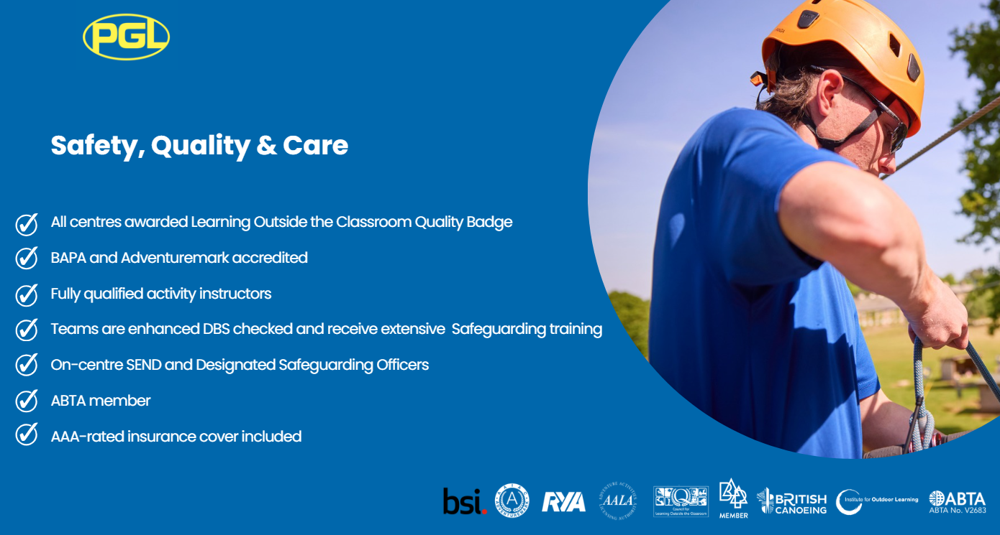 PGL
Safety, Quality & Care
All centres awarded Learning Outside the Classroom Quality Badge
BAPA and Adventuremark accredited
Fully qualified activity instructors
Teams are enhanced DBS checked and receive extensive Safeguarding training
On-centre SEND and Designated Safeguarding Officers
ABTA member
AAA-rated insurance cover included
bsi.
RYA
ADVENTURE ACTIVITIES
AALA
LICENSING AUTHORITY
Council for
Learning Outside the Classroom
MEMBER
BRITISH
CANOEING
Institute for Outdoor Learning
ABTA
ABTA No. V2683